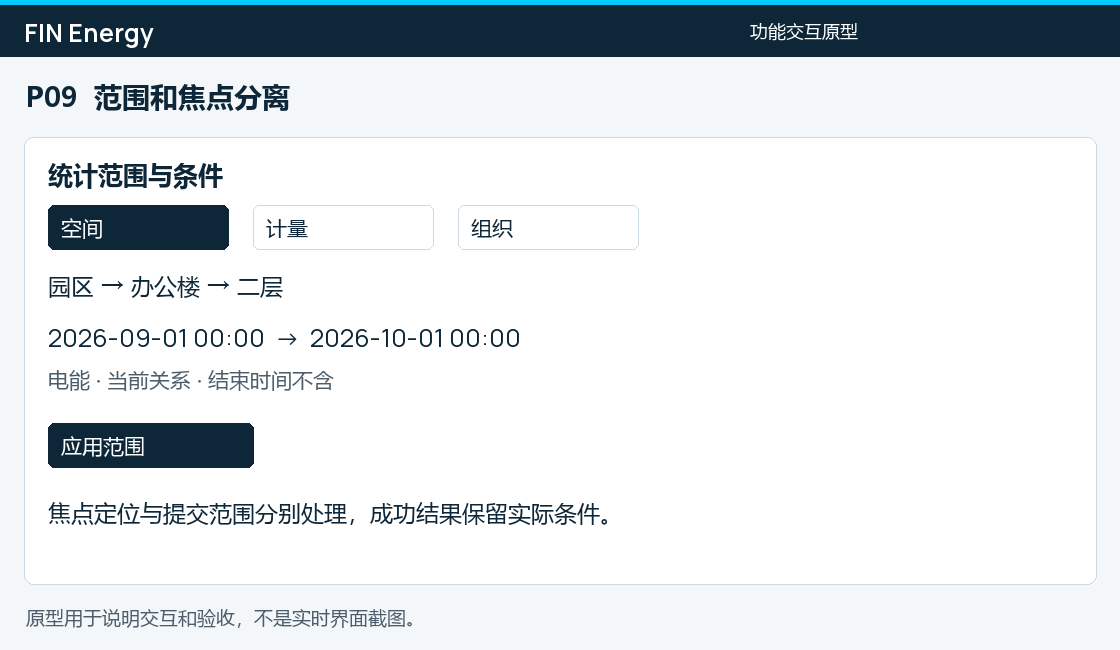 FIN Energy
功能交互原型
P09 范围和焦点分离
统计范围与条件
空间
计量
组织
园区 → 办公楼 → 二层
2026-09-01 00:00 → 2026-10-01 00:00
电能 · 当前关系 · 结束时间不含
应用范围
焦点定位与提交范围分别处理，成功结果保留实际条件。
原型用于说明交互和验收，不是实时界面截图。